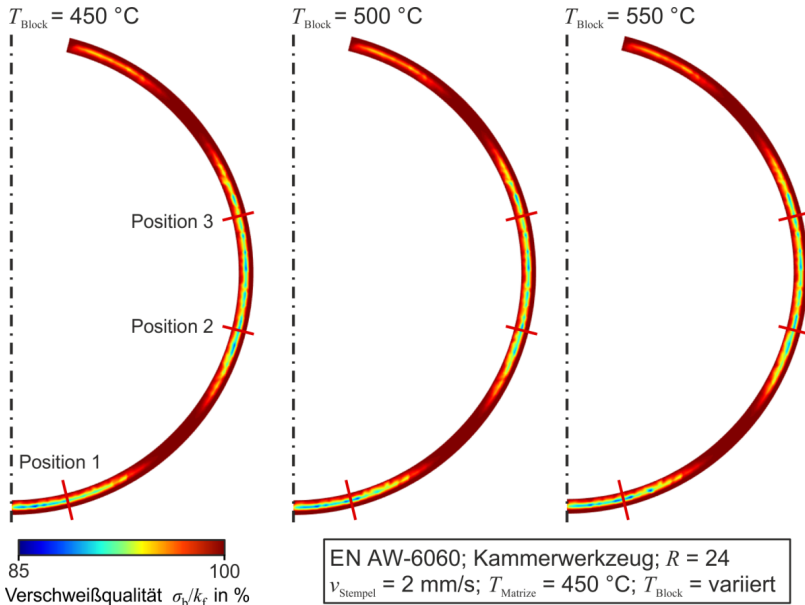 T_Block = 450 °C
T_Block = 500 °C
T_Block = 550 °C
Position 3
Position 2
Position 1
85
100
Verschweißqualität σ_b/k_f in %
EN AW-6060; Kammerwerkzeug; R = 24
v_Stempel = 2 mm/s; T_Matrize = 450 °C; T_Block = variiert